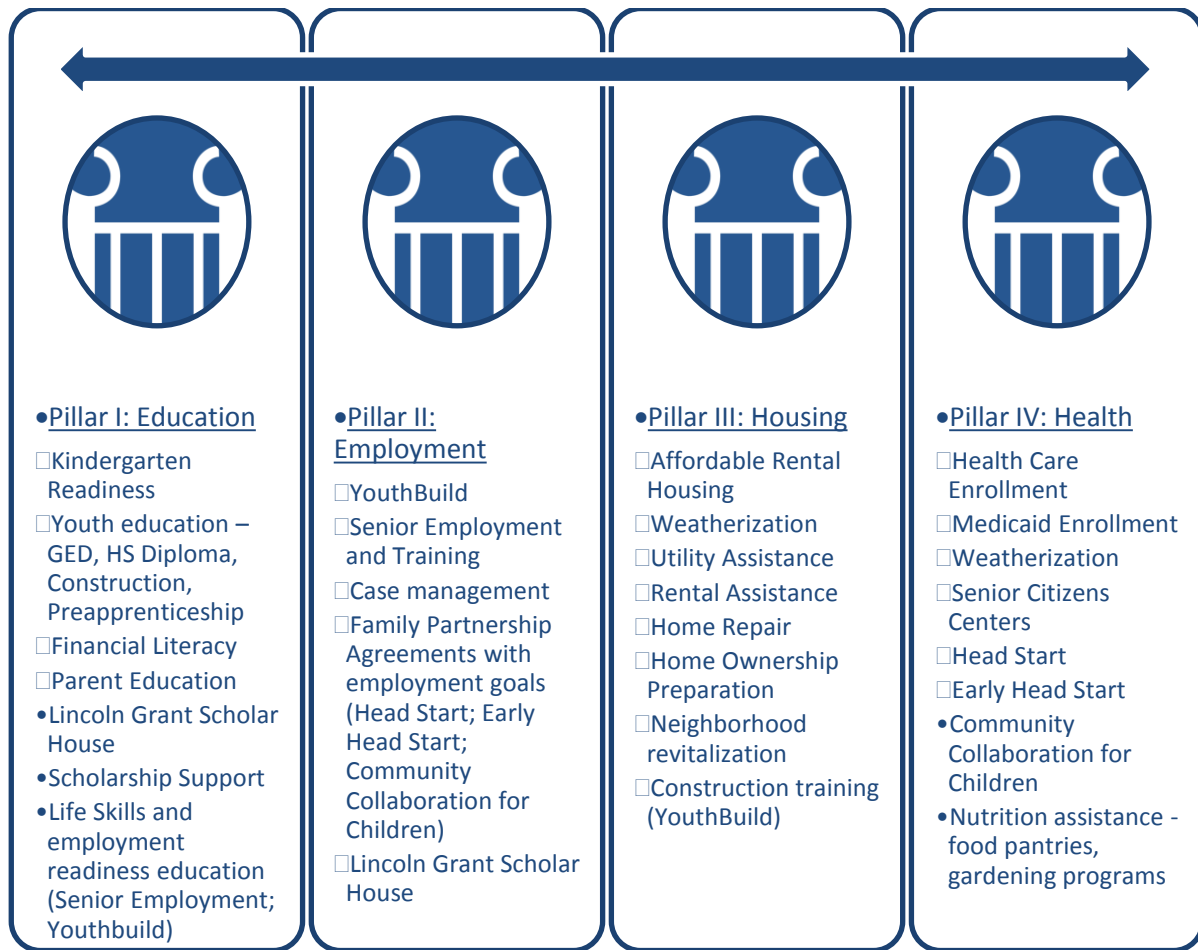 •Pillar I: Education
□Kindergarten
Readiness
□Youth education –
GED, HS Diploma,
Construction,
Preapprenticeship
□Financial Literacy
□Parent Education
•Lincoln Grant Scholar
House
•Scholarship Support
•Life Skills and
employment
readiness education
(Senior Employment;
Youthbuild)
•Pillar II:
Employment
□YouthBuild
□Senior Employment
and Training
□Case management
□Family Partnership
Agreements with
employment goals
(Head Start; Early
Head Start;
Community
Collaboration for
Children)
□Lincoln Grant Scholar
House
•Pillar III: Housing
□Affordable Rental
Housing
□Weatherization
□Utility Assistance
□Rental Assistance
□Home Repair
□Home Ownership
Preparation
□Neighborhood
revitalization
□Construction training
(YouthBuild)
•Pillar IV: Health
□Health Care
Enrollment
□Medicaid Enrollment
□Weatherization
□Senior Citizens
Centers
□Head Start
□Early Head Start
•Community
Collaboration for
Children
•Nutrition assistance -
food pantries,
gardening programs